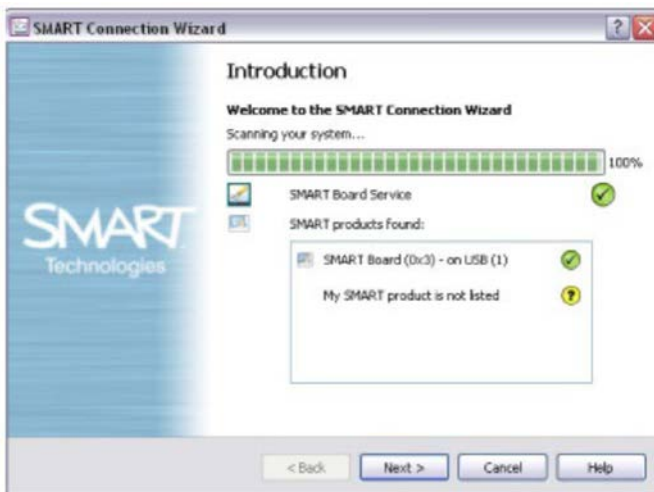 SMART Connection Wizard
Introduction
Welcome to the SMART Connection Wizard
Scanning your system...
100%
SMART Board Service
SMART products found:
SMART Board (0x3) - on USB (1)
My SMART product is not listed
SMART
Technologies
< Back
Next >
Cancel
Help